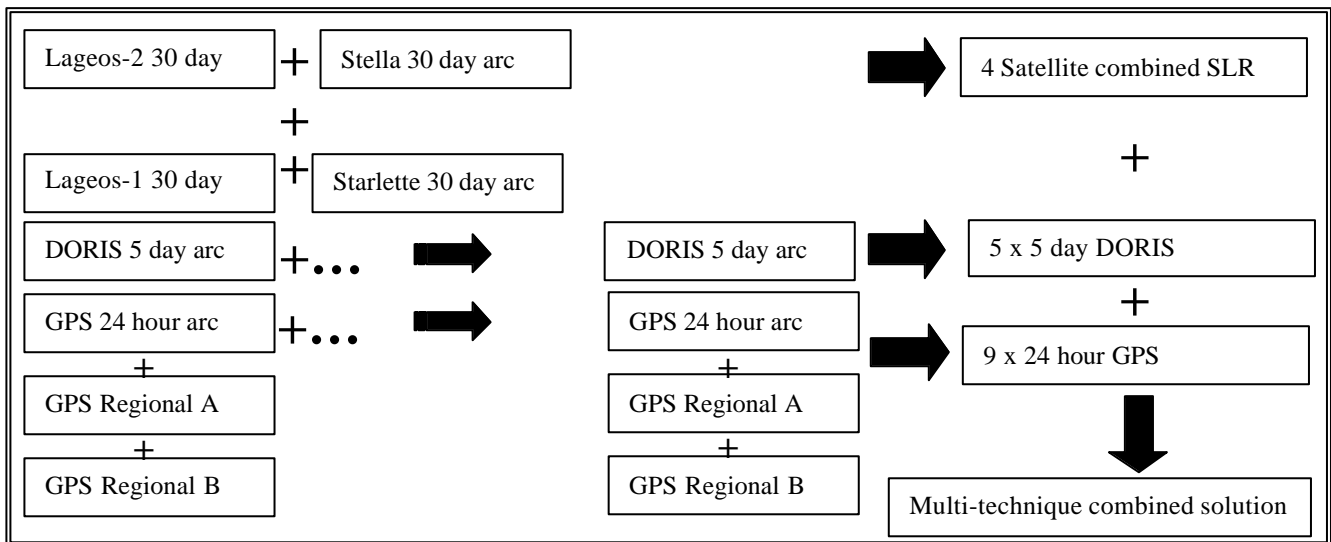 Lageos-2 30 day + Stella 30 day arc 4 Satellite combined SLR
+
+
Lageos-1 30 day + Starlette 30 day arc
DORIS 5 day arc +... DORIS 5 day arc 5 x 5 day DORIS
+
GPS 24 hour arc +... GPS 24 hour arc 9 x 24 hour GPS
+ +
GPS Regional A GPS Regional A
+ +
GPS Regional B GPS Regional B Multi-technique combined solution